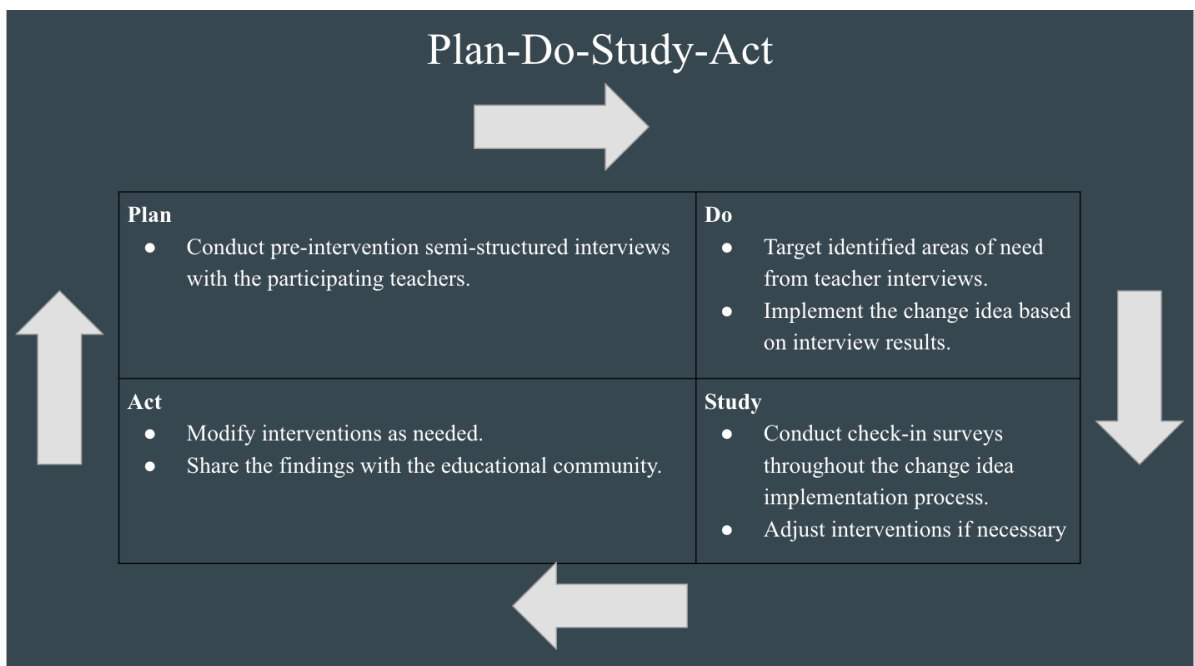 Plan-Do-Study-Act
Plan
● Conduct pre-intervention semi-structured interviews
with the participating teachers.
Do
● Target identified areas of need
from teacher interviews.
● Implement the change idea based
on interview results.
Act
● Modify interventions as needed.
● Share the findings with the educational community.
Study
● Conduct check-in surveys
throughout the change idea
implementation process.
● Adjust interventions if necessary